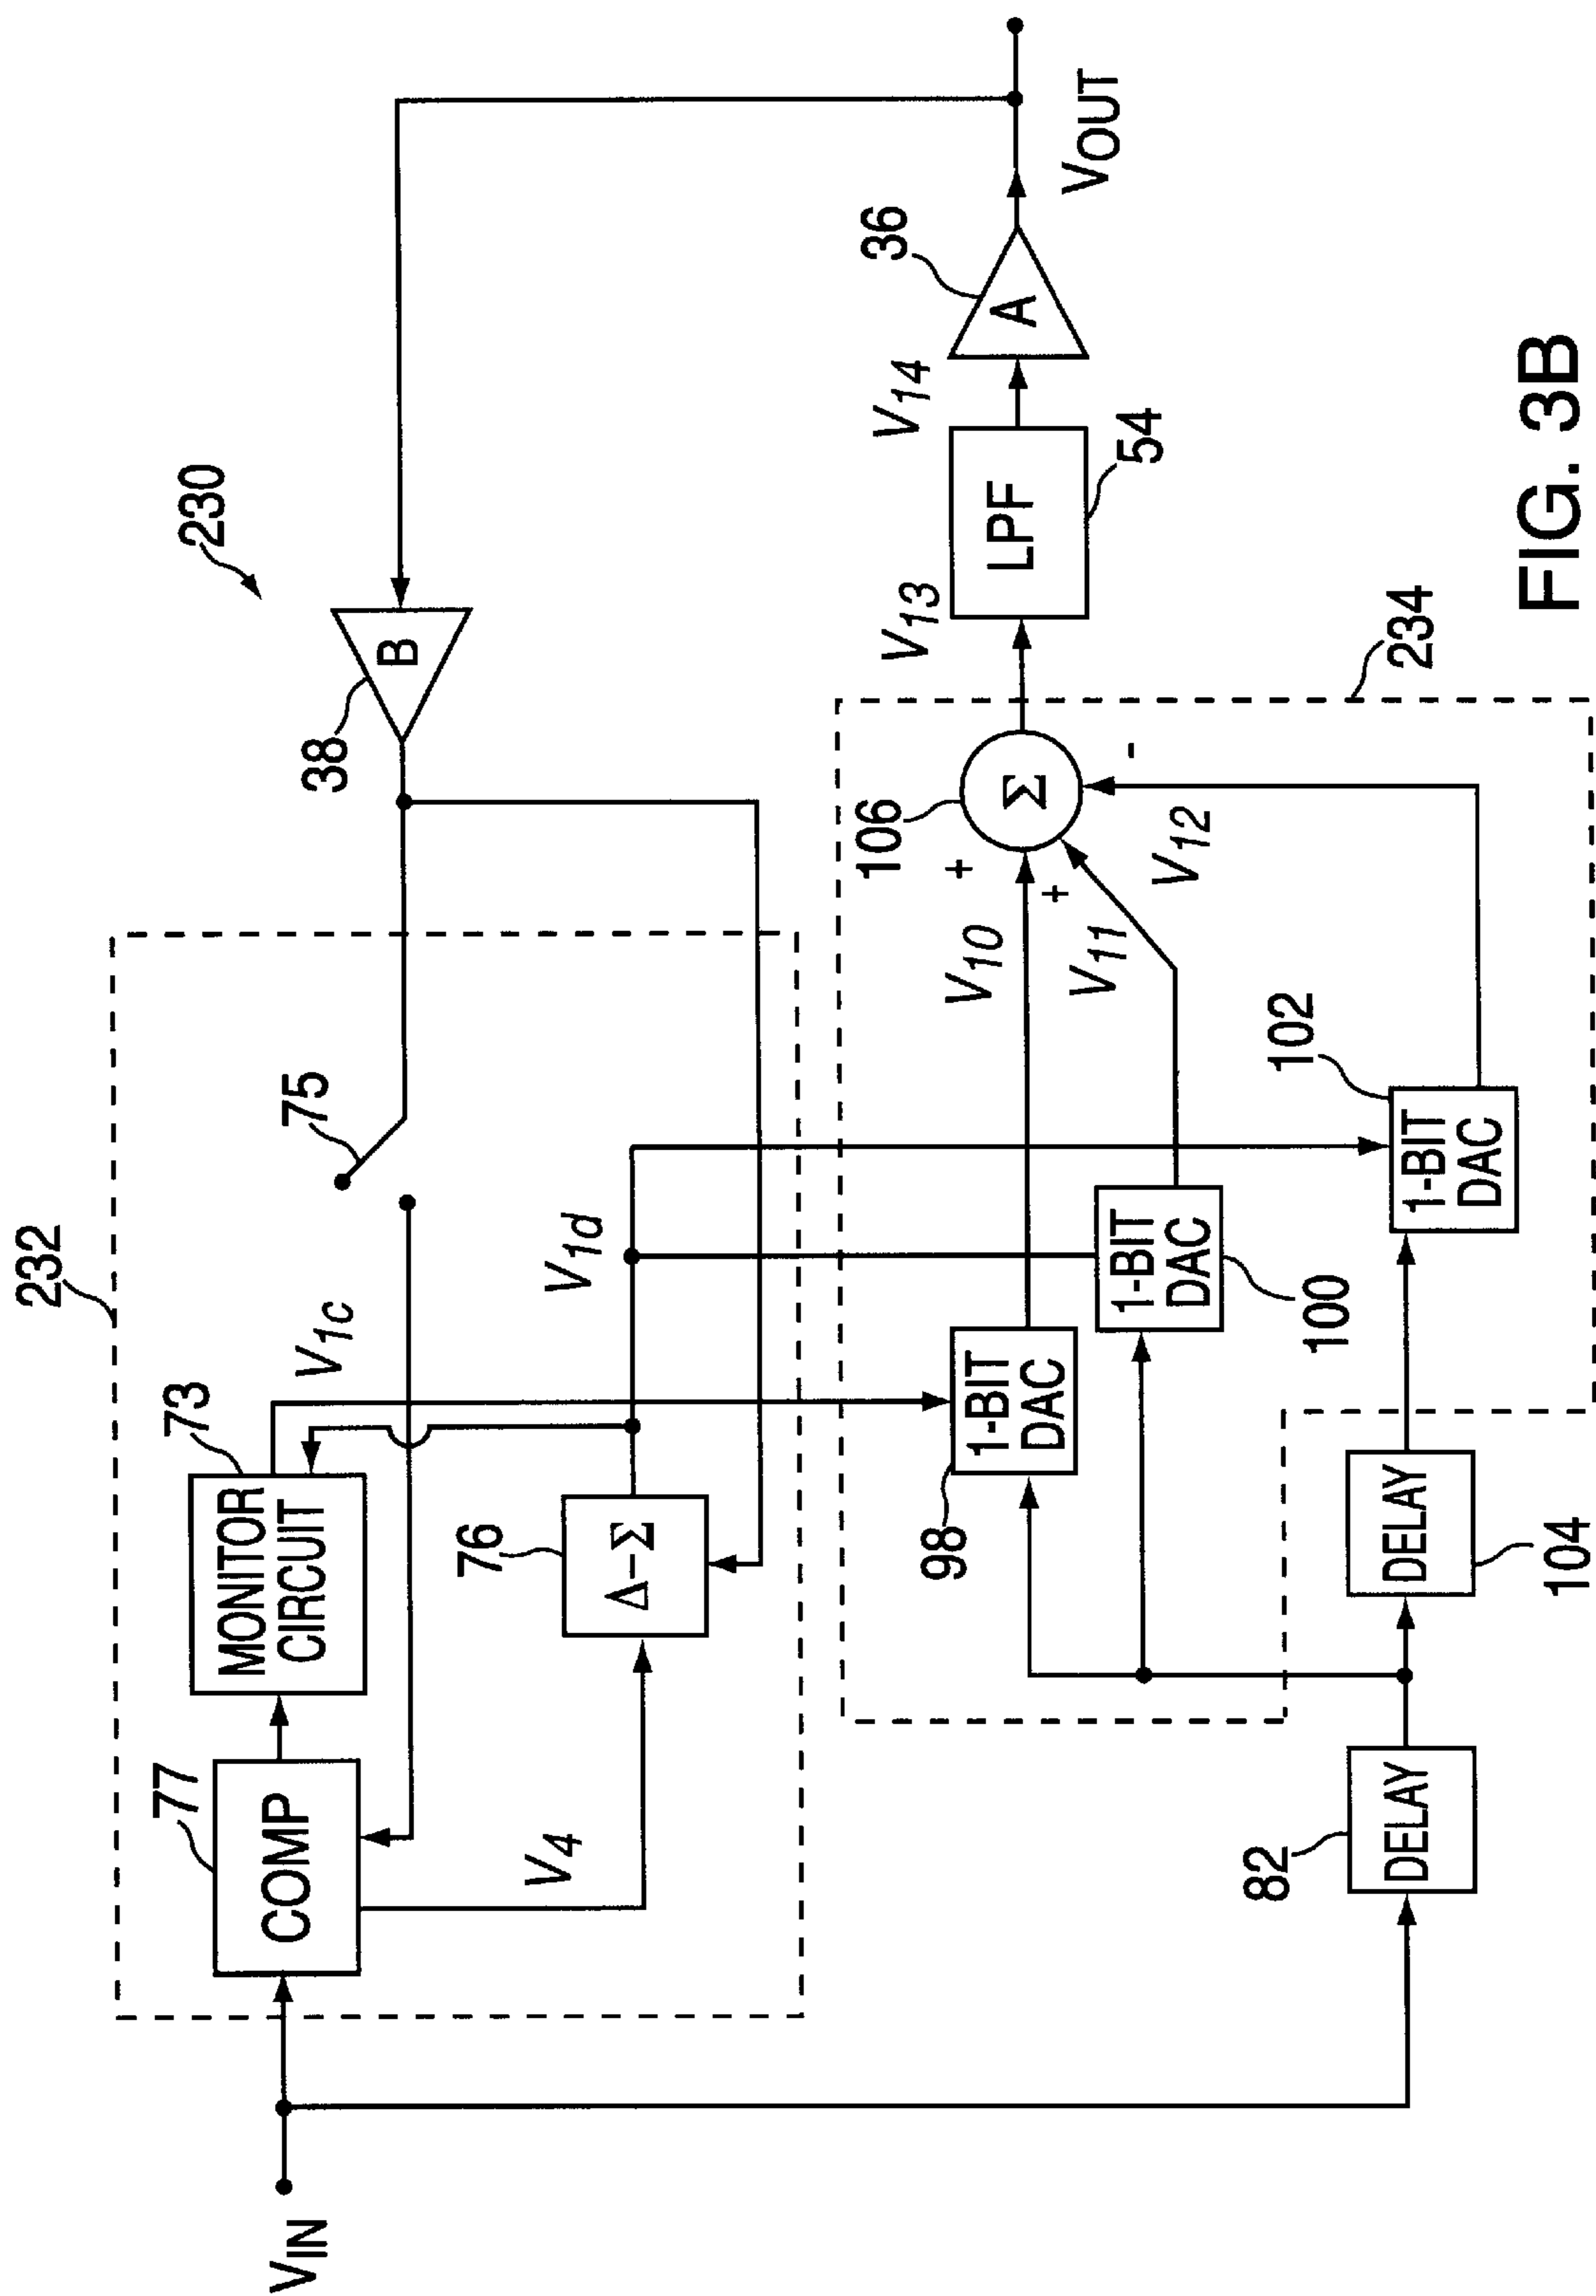 230
232
V1c
73
MONITOR
CIRCUIT
77
COMP
VIN
75
38
B
V1d
76
Δ–Σ
V4
36
A
VOUT
V14
LPF
54
V13
106
Σ
+
+
-
V10
V11
V12
234
98
1-BIT
DAC
1-BIT
DAC
100
102
1-BIT
DAC
82
DELAY
DELAY
104
FIG. 3B